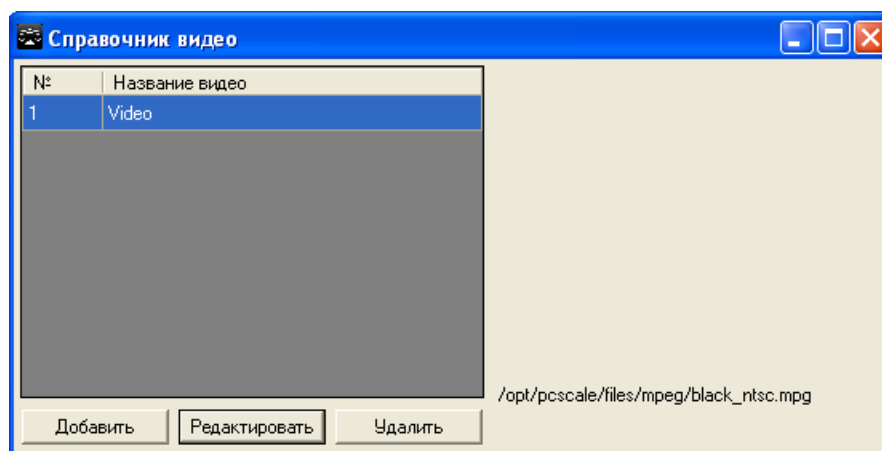 Справочник видео
№ Название видео
1 Video
/opt/pcscale/files/mpeg/black_ntsc.mpg
Добавить Редактировать Удалить